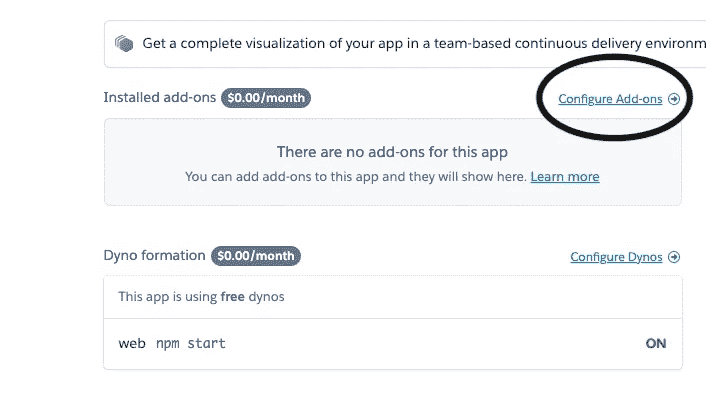 Get a complete visualization of your app in a team-based continuous delivery environm
Installed add-ons $0.00/month Configure Add-ons
There are no add-ons for this app
You can add add-ons to this app and they will show here. Learn more
Dyno formation $0.00/month Configure Dynos
This app is using free dynos
web npm start ON